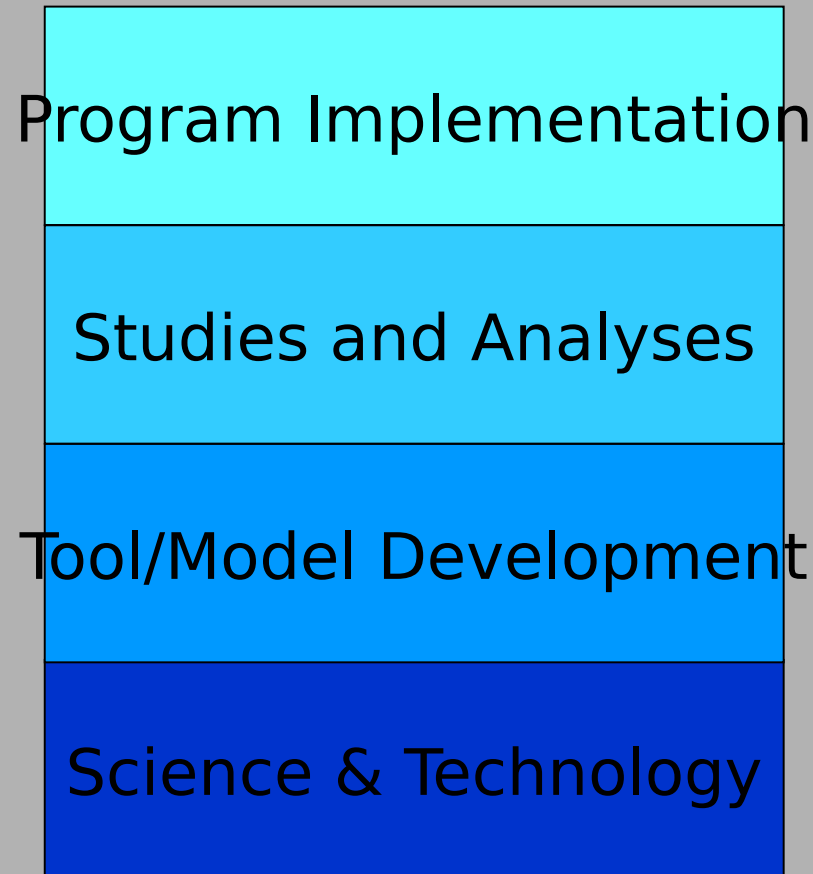 Program Implementation
Studies and Analyses
Tool/Model Development
Science & Technology